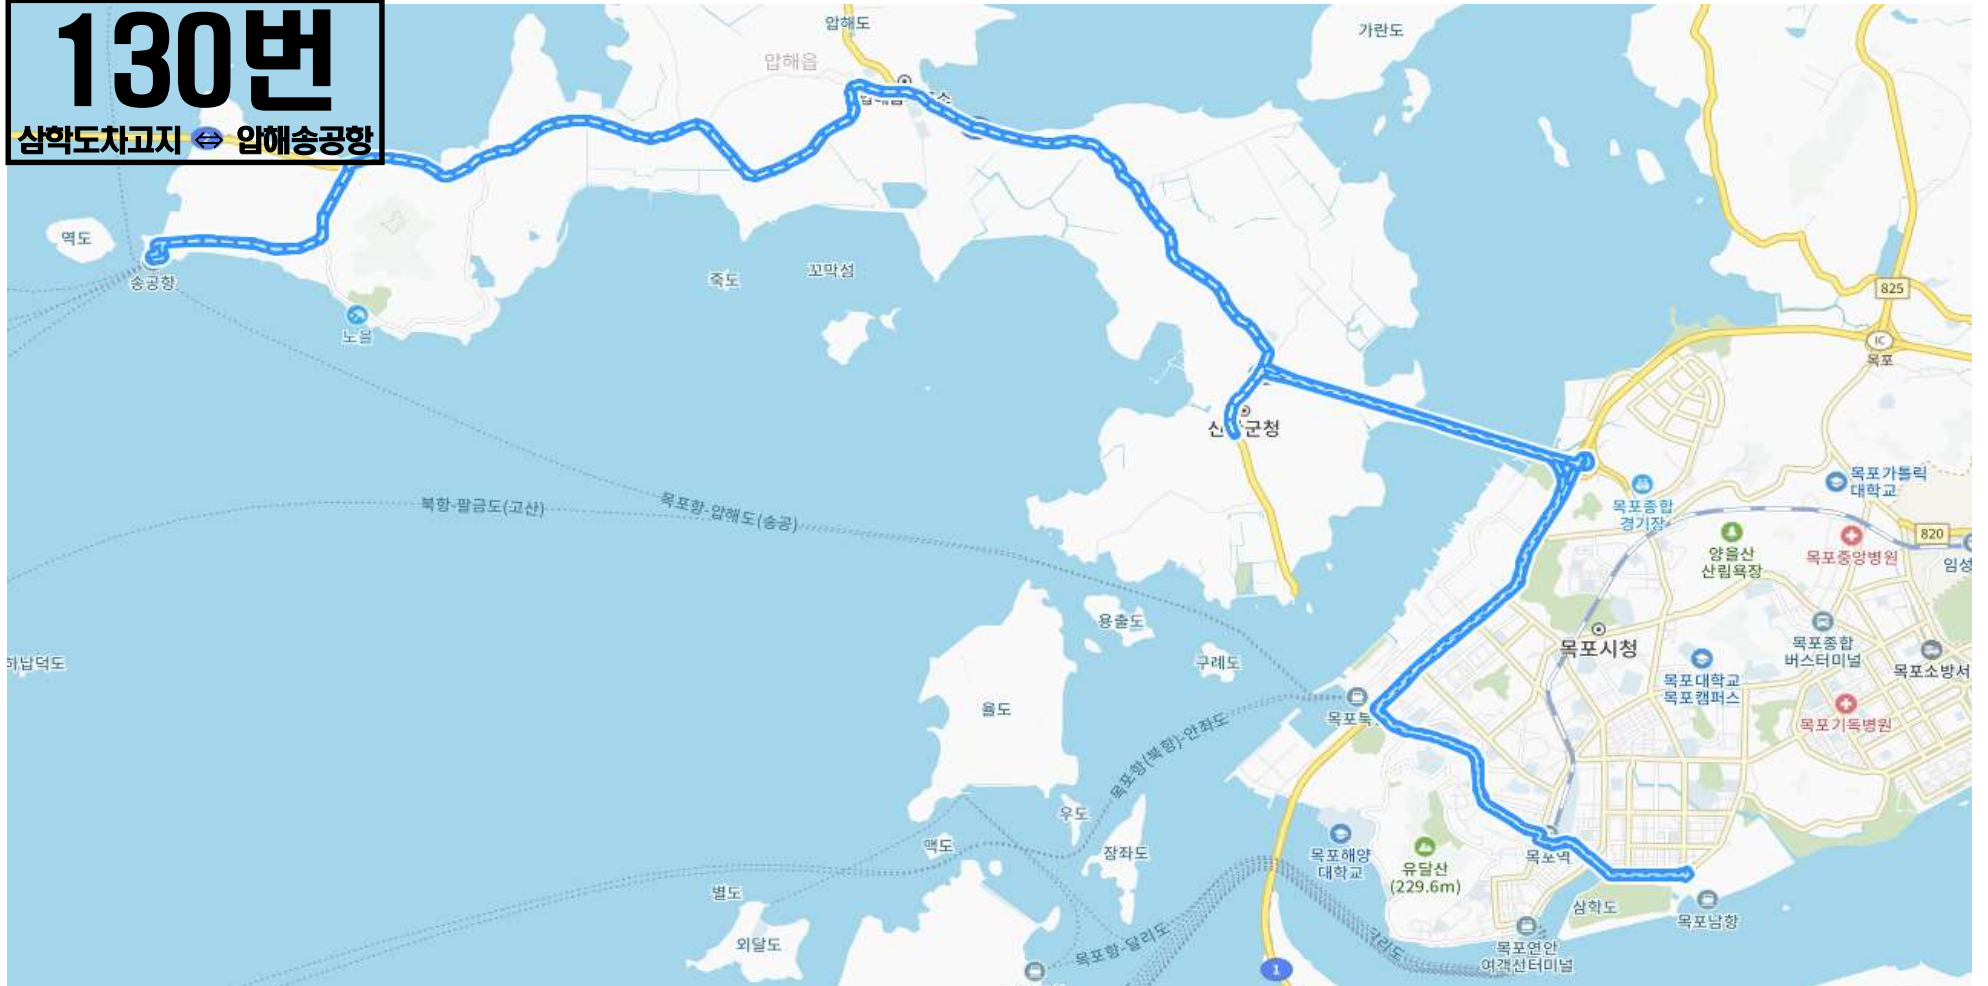 130번
삼학도차고지 ⇔ 압해송공항
압해도
압해읍
가란도
역도
송공항
노을
죽도
꼬막섬
825
IC
목포
군청
목포가톨릭
대학교
목포종합
경기장
북항-팔금도(고산)
목포항-압해도(송공)
양을산
산림욕장
목포중앙병원
820
임성
용출도
목포시청
구례도
하납덕도
목포대학교
목포캠퍼스
목포종합
버스터미널
목포소방서
율도
목포기독병원
목포항(북항)-안좌도
우도
맥도
장좌도
목포해양
대학교
유달산
(229.6m)
목포역
별도
외달도
목포항-달리도
달리도
삼학도
목포남항
목포연안
여객선터미널
1